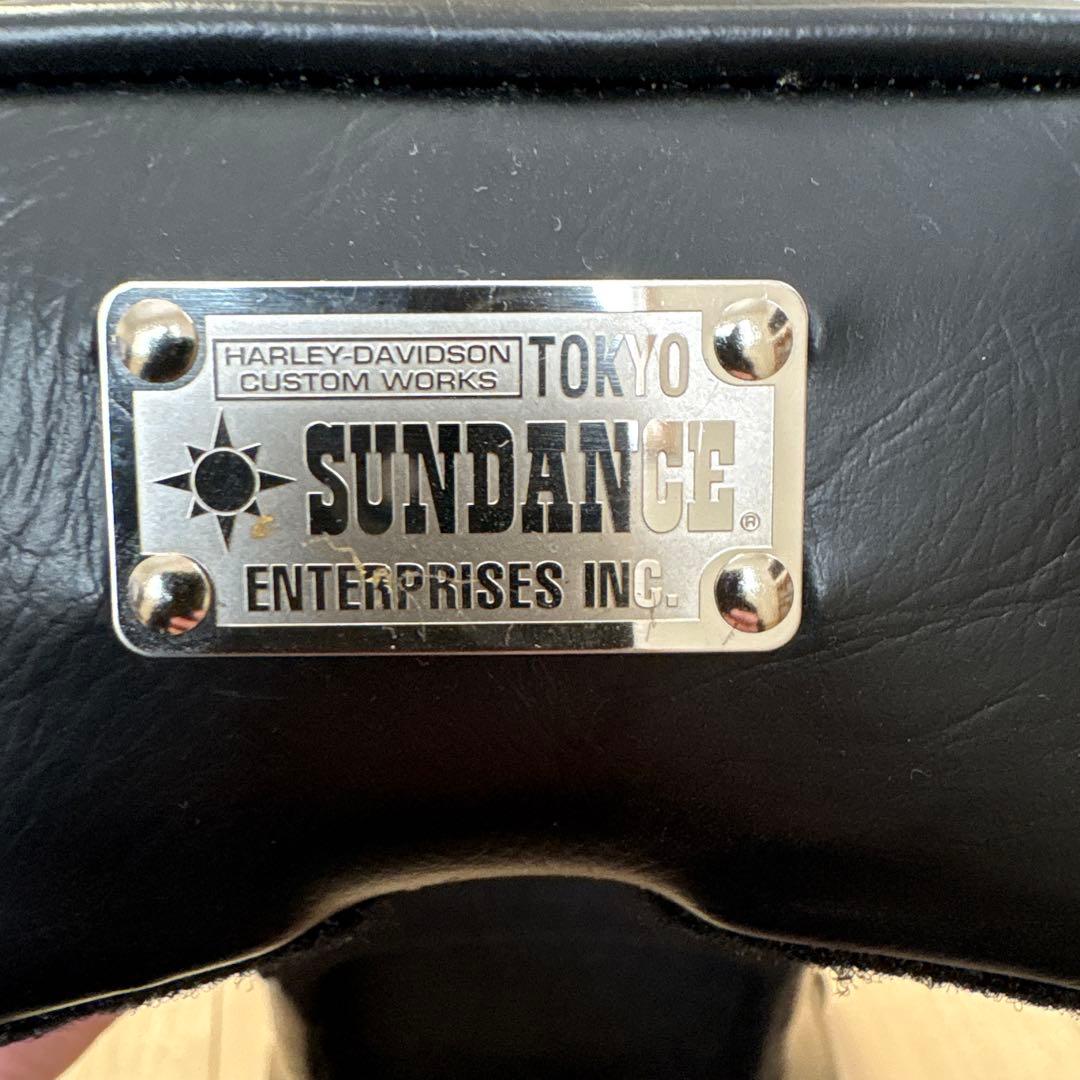 HARLEY-DAVIDSON
CUSTOM WORKS
TOKYO
SUNDANCE®
ENTERPRISES INC.